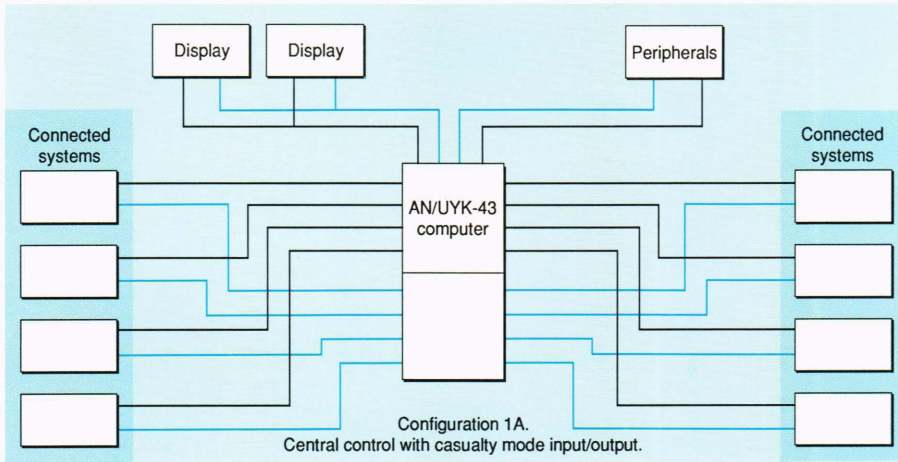 Display
Display
Peripherals
Connected
systems
Connected
systems
AN/UYK-43
computer
Configuration 1A.
Central control with casualty mode input/output.